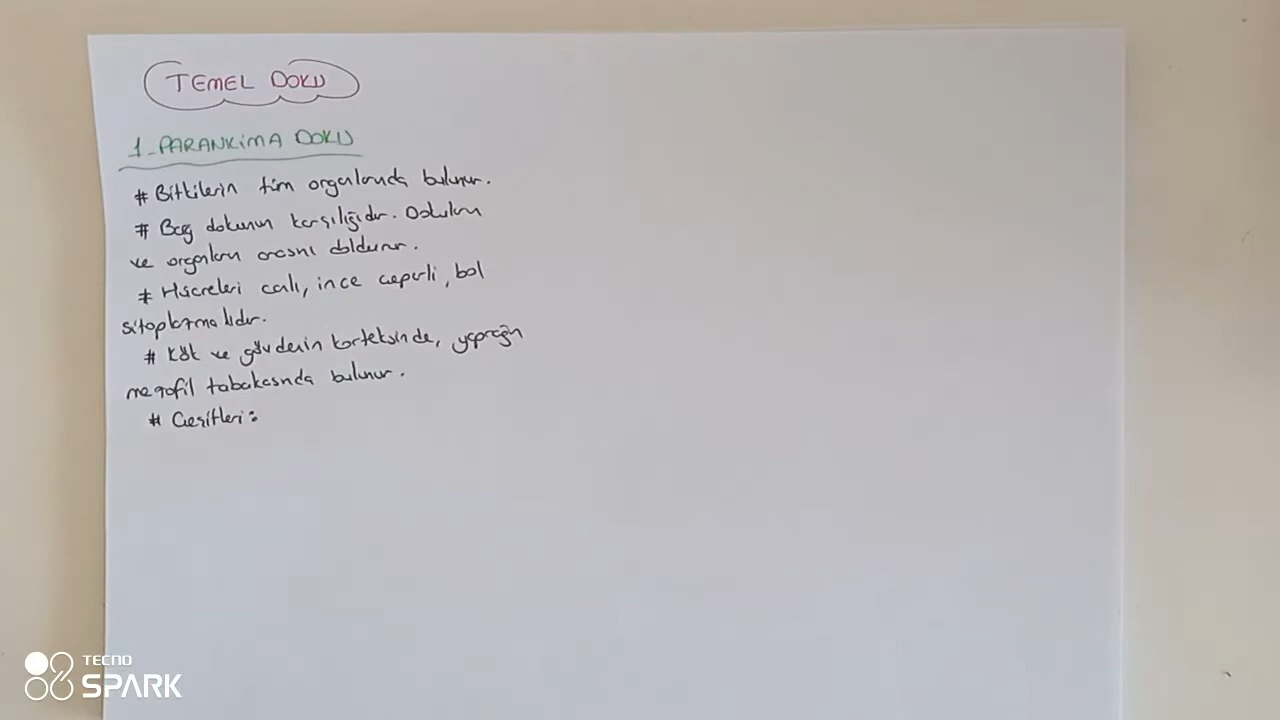 TEMEL DOKU
1_PARANKİMA DOKU
# Bitkilerin tüm organlarında bulunur.
# Bağ dokunun karşılığıdır. Dokuları
ve organları arasını doldurur.
# Hücreleri canlı, ince çeperli, bol
sitoplazmalıdır.
# Kök ve gövdenin korteksinde, yaprağın
mezofil tabakasında bulunur.
# Çeşitleri:
TECNO
SPARK